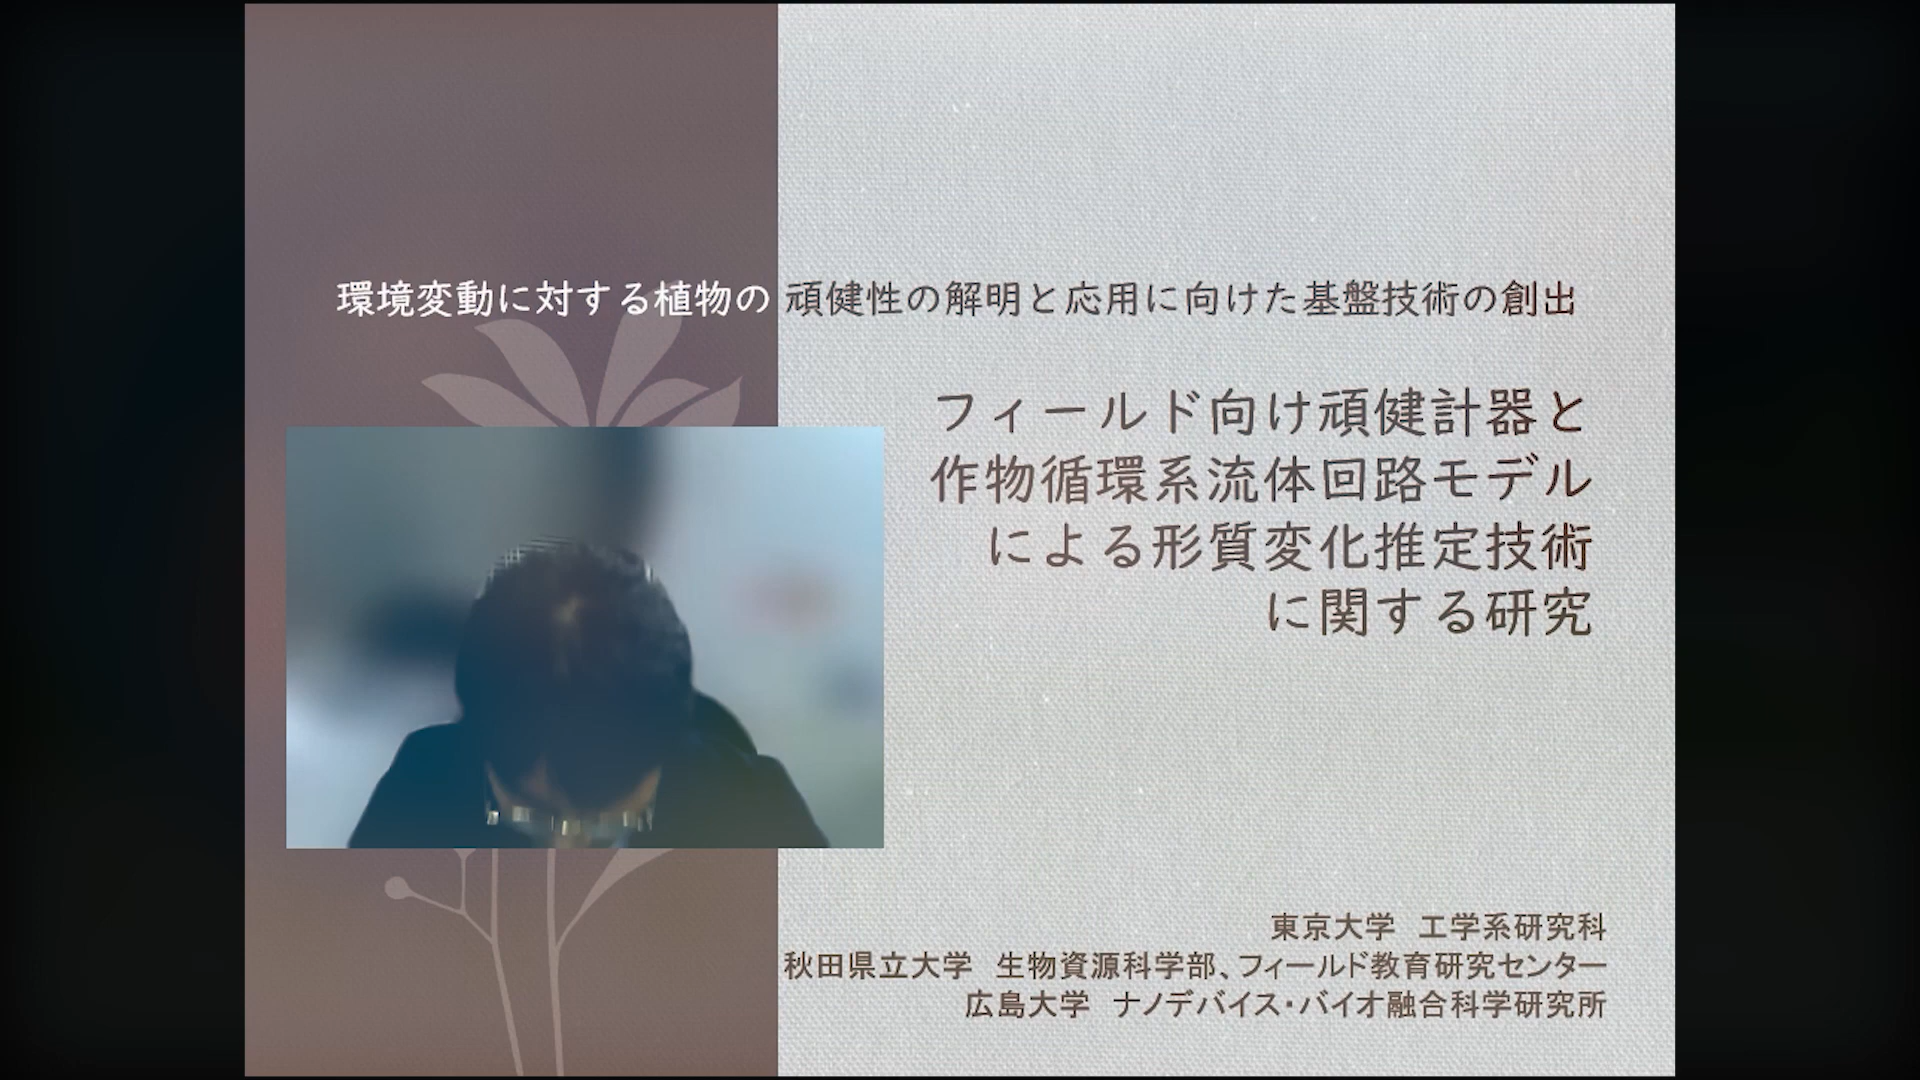 環境変動に対する植物の 頑健性の解明と応用に向けた基盤技術の創出
フィールド向け頑健計器と
作物循環系流体回路モデル
による形質変化推定技術
に関する研究
東京大学　工学系研究科
秋田県立大学　生物資源科学部、フィールド教育研究センター
広島大学　ナノデバイス・バイオ融合科学研究所